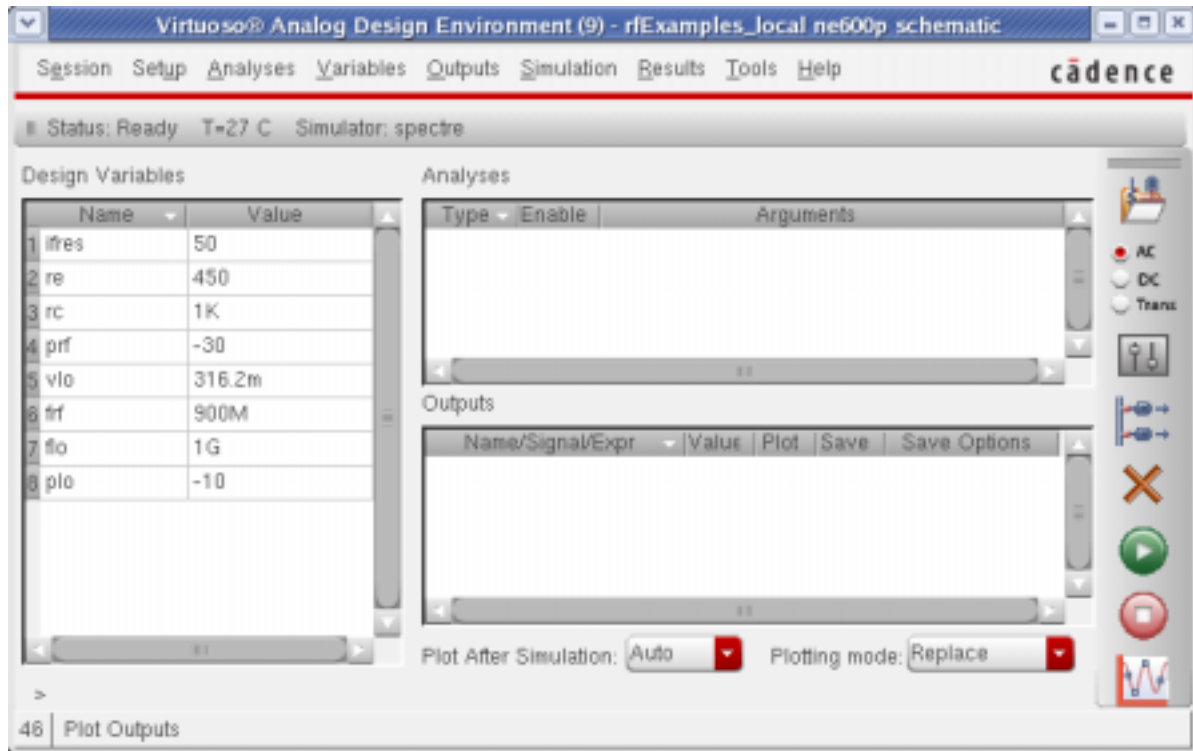 Virtuoso® Analog Design Environment (9) - rfExamples_local ne600p schematic
Session Setup Analyses Variables Outputs Simulation Results Tools Help cādence
Status: Ready T=27 C Simulator: spectre
Design Variables
Name Value
1 ifres 50
2 re 450
3 rc 1K
4 prf -30
5 vlo 316.2m
6 frf 900M
7 flo 1G
8 plo -10
Analyses
Type Enable Arguments
Outputs
Name/Signal/Expr Value Plot Save Save Options
Plot After Simulation: Auto Plotting mode: Replace
AC
DC
Trans
>
46 Plot Outputs